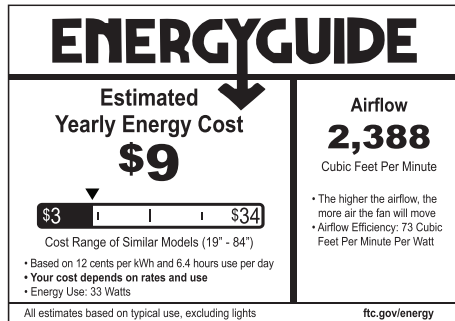 ENERGYGUIDE
Estimated
Yearly Energy Cost
$9
$3
$34
Cost Range of Similar Models (19" - 84")
• Based on 12 cents per kWh and 6.4 hours use per day
• Your cost depends on rates and use
• Energy Use: 33 Watts
Airflow
2,388
Cubic Feet Per Minute
• The higher the airflow, the
more air the fan will move
• Airflow Efficiency: 73 Cubic
Feet Per Minute Per Watt
All estimates based on typical use, excluding lights
ftc.gov/energy